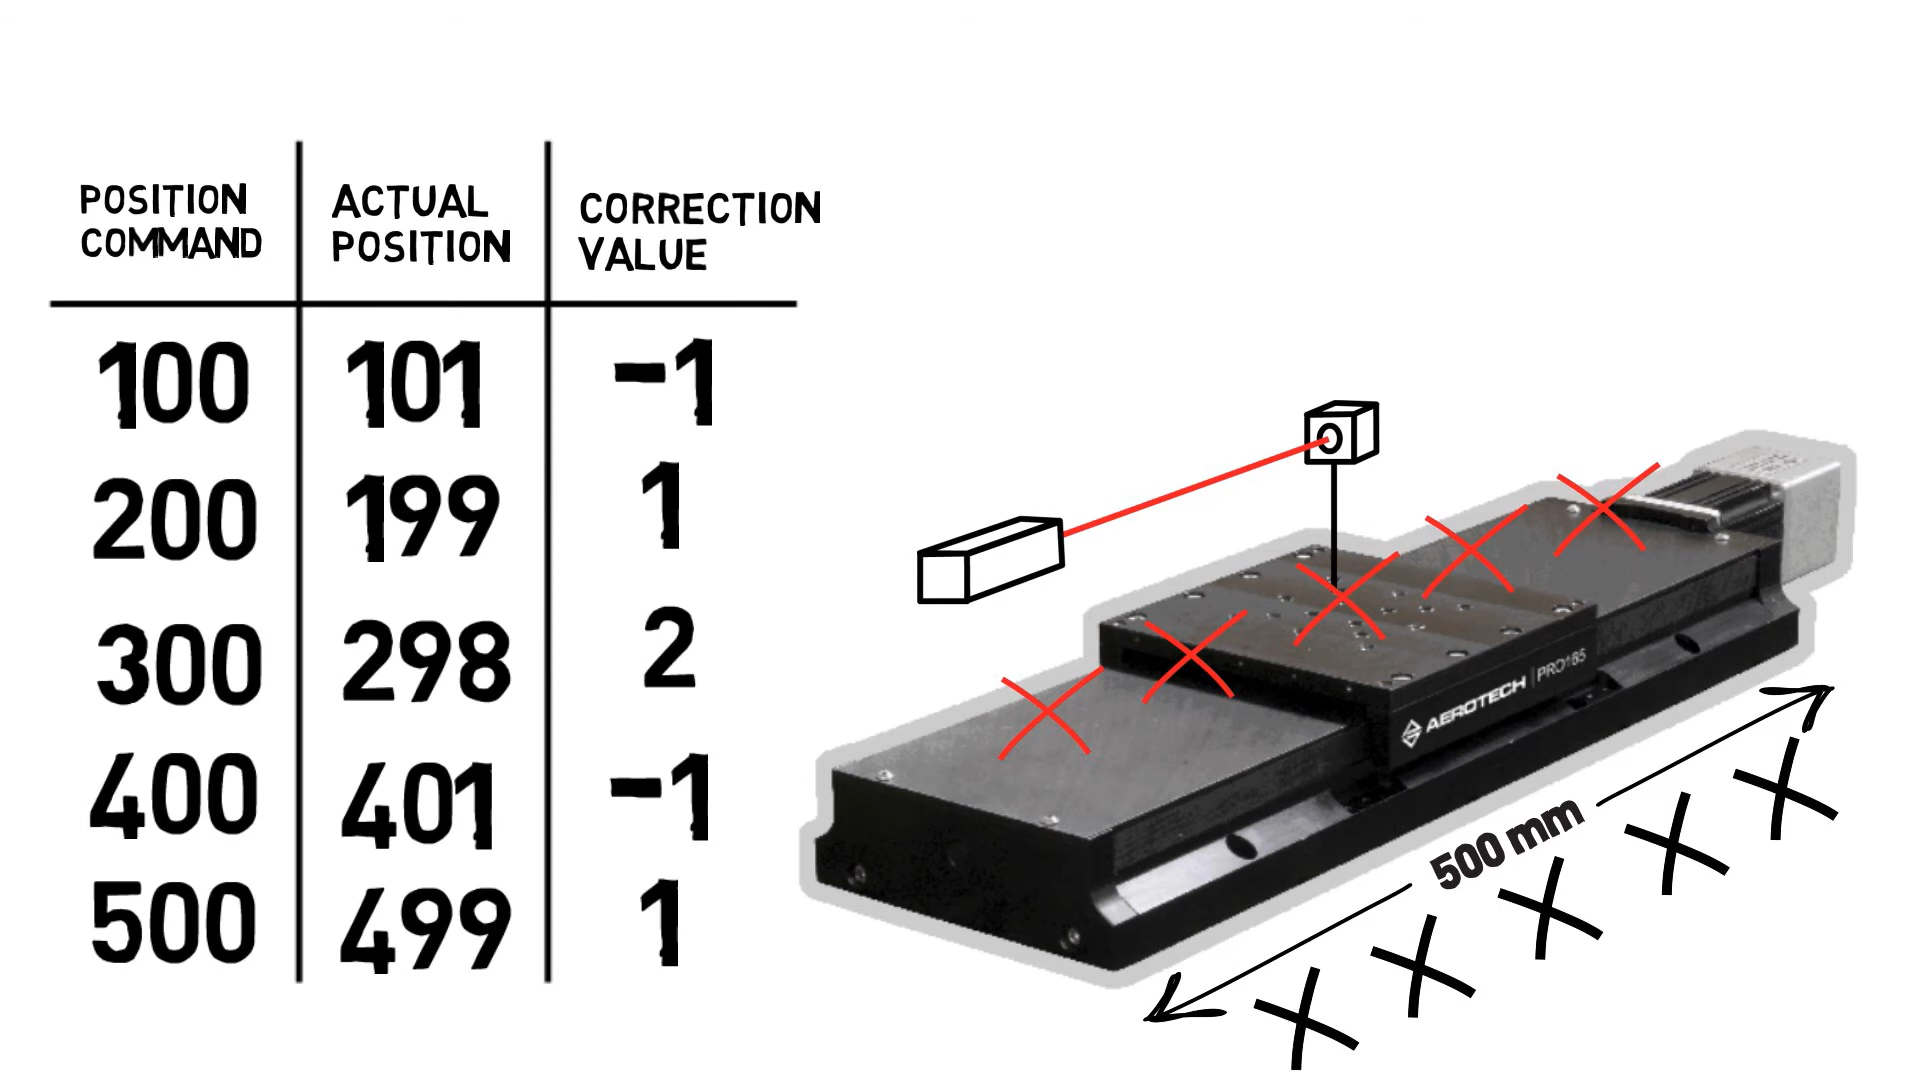 POSITION
COMMAND
ACTUAL
POSITION
CORRECTION
VALUE
100 101 -1
200 199 1
300 298 2
400 401 -1
500 499 1
AEROTECH | PRO165
500 mm